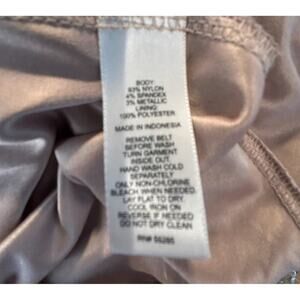 BODY:
93% NYLON
4% SPANDEX
3% METALLIC
LINING:
100% POLYESTER
MADE IN INDONESIA
REMOVE BELT
BEFORE WASH
TURN GARMENT
INSIDE OUT.
HAND WASH COLD
SEPARATELY
ONLY NON-CHLORINE
BLEACH WHEN NEEDED.
LAY FLAT TO DRY.
COOL IRON ON
REVERSE IF NEEDED
DO NOT DRY CLEAN
RN# 56285